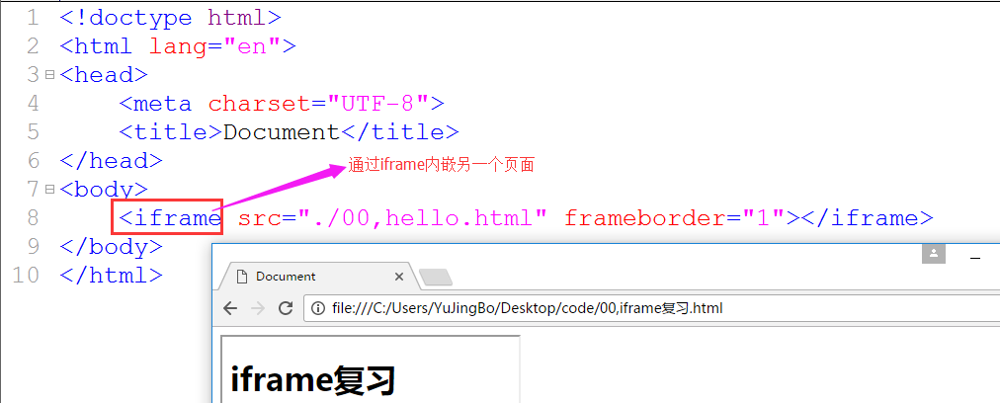 1 <!doctype html>
2 <html lang="en">
3 <head>
4 <meta charset="UTF-8">
5 <title>Document</title>
6 </head>
通过iframe内嵌另一个页面
7 <body>
8 <iframe src="./00,hello.html" frameborder="1"></iframe>
9 </body>
10 </html>
Document
file:///C:/Users/YuJingBo/Desktop/code/00,iframe复习.html
iframe复习